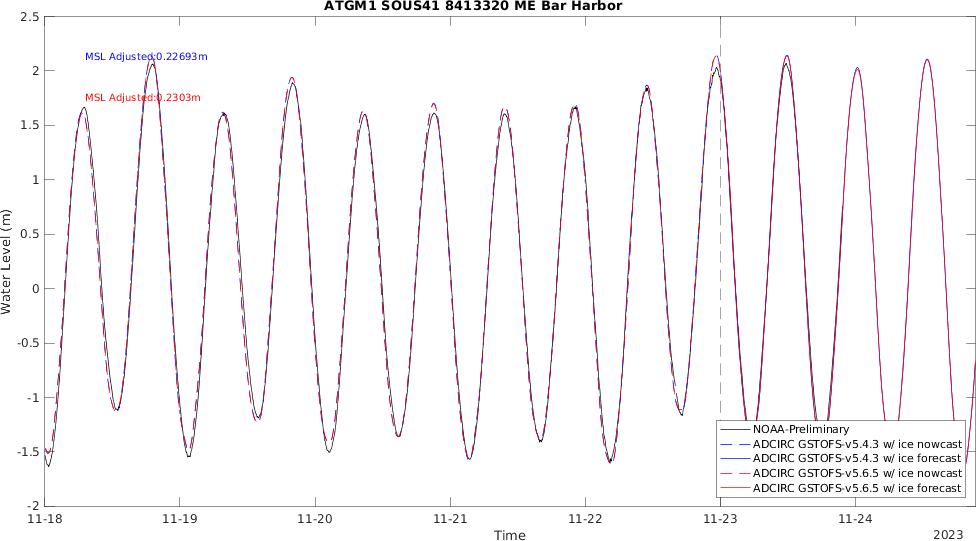 ATGM1 SOUS41 8413320 ME Bar Harbor
2.5
2
1.5
1
0.5
0
-0.5
-1
-1.5
-2
Water Level (m)
MSL Adjusted:0.22693m
MSL Adjusted:0.2303m
NOAA-Preliminary
ADCIRC GSTOFS-v5.4.3 w/ ice nowcast
ADCIRC GSTOFS-v5.4.3 w/ ice forecast
ADCIRC GSTOFS-v5.6.5 w/ ice nowcast
ADCIRC GSTOFS-v5.6.5 w/ ice forecast
11-18 11-19 11-20 11-21 11-22 11-23 11-24
Time
2023